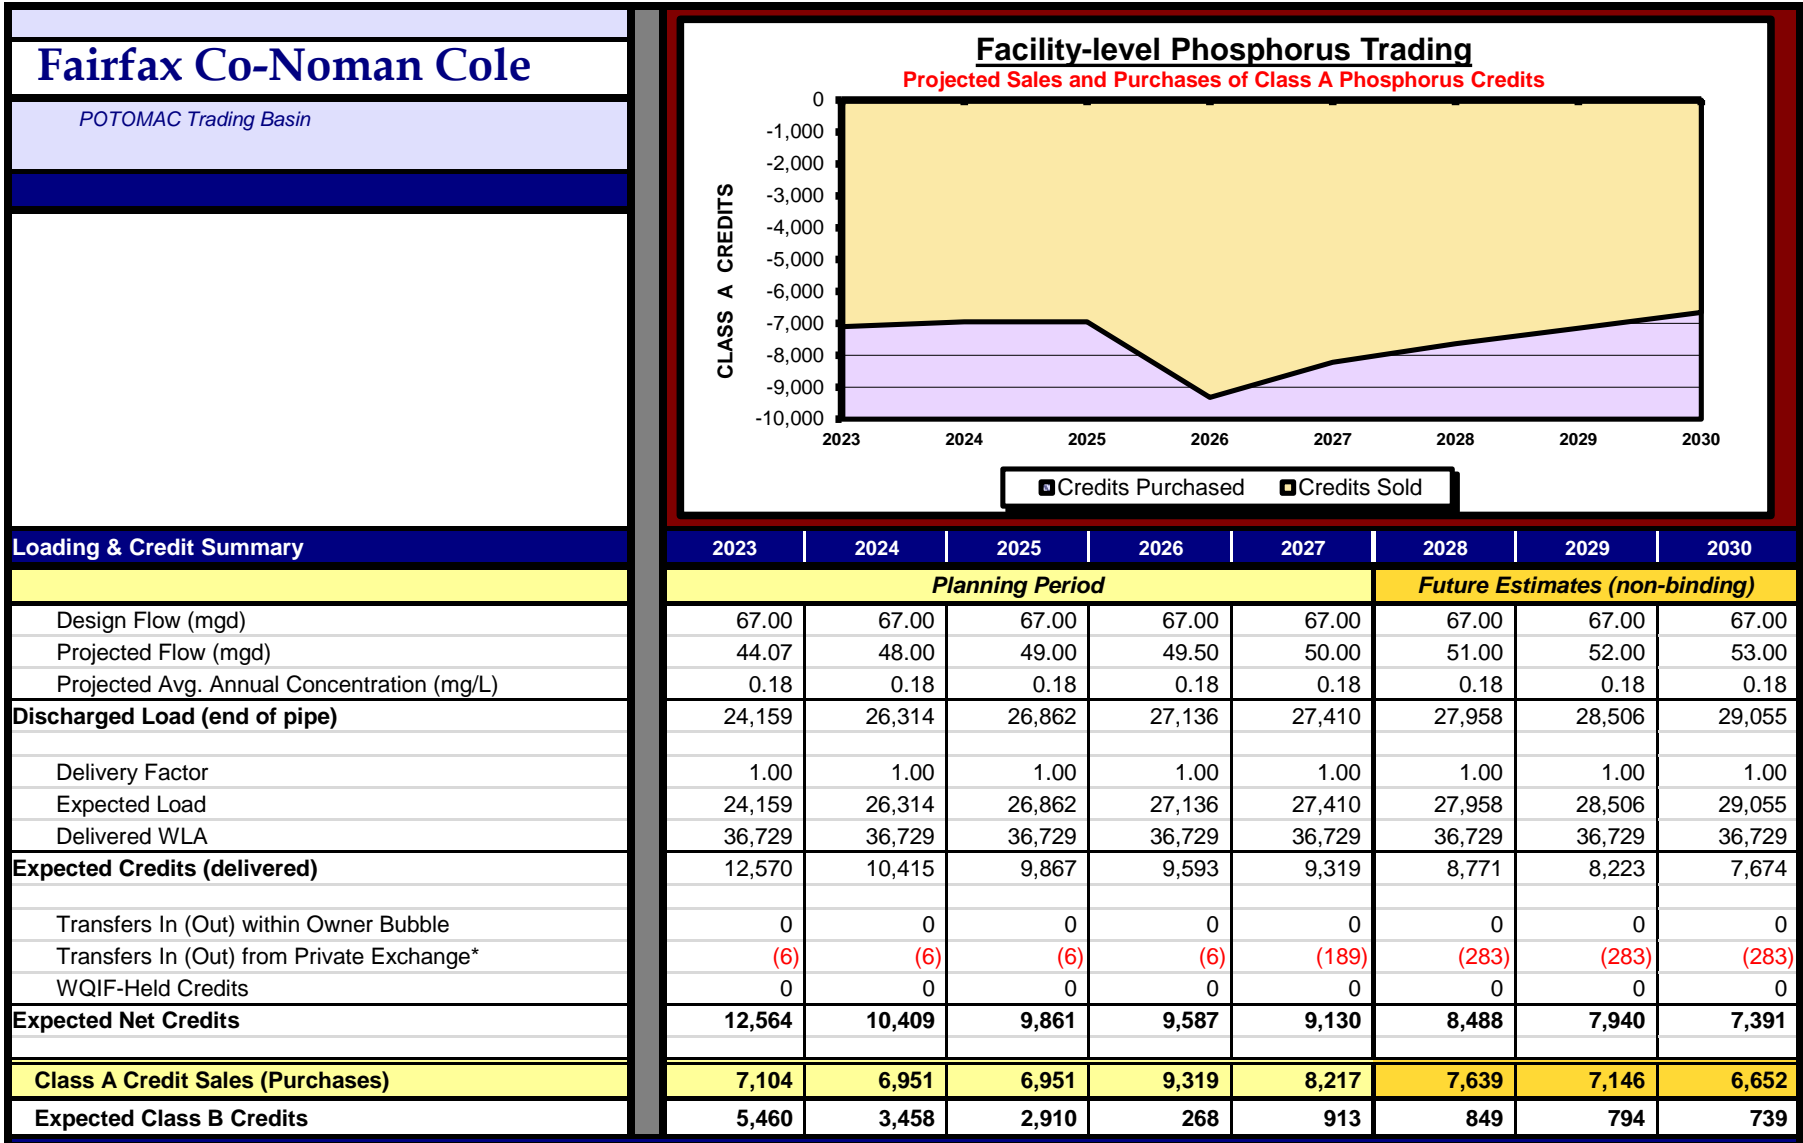 Fairfax Co-Noman Cole
POTOMAC Trading Basin
Facility-level Phosphorus Trading
Projected Sales and Purchases of Class A Phosphorus Credits
CLASS A CREDITS
0
-1,000
-2,000
-3,000
-4,000
-5,000
-6,000
-7,000
-8,000
-9,000
-10,000
2023 2024 2025 2026 2027 2028 2029 2030
Credits Purchased Credits Sold
Loading & Credit Summary 2023 2024 2025 2026 2027 2028 2029 2030
Planning Period Future Estimates (non-binding)
Design Flow (mgd) 67.00 67.00 67.00 67.00 67.00 67.00 67.00 67.00
Projected Flow (mgd) 44.07 48.00 49.00 49.50 50.00 51.00 52.00 53.00
Projected Avg. Annual Concentration (mg/L) 0.18 0.18 0.18 0.18 0.18 0.18 0.18 0.18
Discharged Load (end of pipe) 24,159 26,314 26,862 27,136 27,410 27,958 28,506 29,055
Delivery Factor 1.00 1.00 1.00 1.00 1.00 1.00 1.00 1.00
Expected Load 24,159 26,314 26,862 27,136 27,410 27,958 28,506 29,055
Delivered WLA 36,729 36,729 36,729 36,729 36,729 36,729 36,729 36,729
Expected Credits (delivered) 12,570 10,415 9,867 9,593 9,319 8,771 8,223 7,674
Transfers In (Out) within Owner Bubble 0 0 0 0 0 0 0 0
Transfers In (Out) from Private Exchange* (6) (6) (6) (6) (189) (283) (283) (283)
WQIF-Held Credits 0 0 0 0 0 0 0 0
Expected Net Credits 12,564 10,409 9,861 9,587 9,130 8,488 7,940 7,391
Class A Credit Sales (Purchases) 7,104 6,951 6,951 9,319 8,217 7,639 7,146 6,652
Expected Class B Credits 5,460 3,458 2,910 268 913 849 794 739